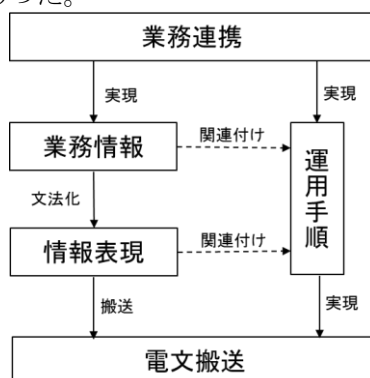 った。
業務連携
実現
実現
業務情報
関連付け
運用手順
文法化
情報表現
関連付け
搬送
実現
電文搬送